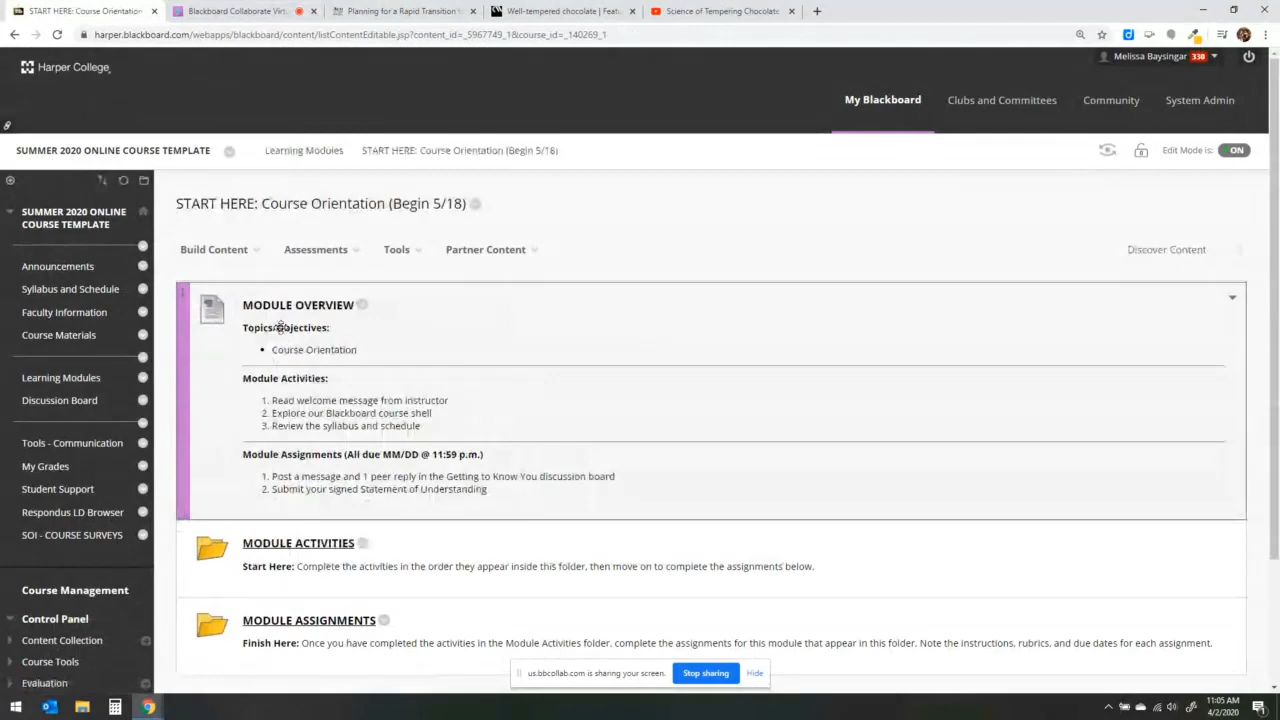 START HERE: Course Orientation
Blackboard Collaborate Virtu
Planning for a Rapid Transition to
Well-tempered chocolate | Featu
Science of Tempering Chocolate
harper.blackboard.com/webapps/blackboard/content/listContentEditable.jsp?content_id=_5967749_1&course_id=_140269_1
Harper College
Melissa Baysingar 330
My Blackboard
Clubs and Committees
Community
System Admin
SUMMER 2020 ONLINE COURSE TEMPLATE
Learning Modules
START HERE: Course Orientation (Begin 5/18)
Edit Mode is: ON
SUMMER 2020 ONLINE
COURSE TEMPLATE
Announcements
Syllabus and Schedule
Faculty Information
Course Materials
Learning Modules
Discussion Board
Tools - Communication
My Grades
Student Support
Respondus LD Browser
SOI - COURSE SURVEYS
Course Management
Control Panel
Content Collection
Course Tools
Evaluation
START HERE: Course Orientation (Begin 5/18)
Build Content
Assessments
Tools
Partner Content
Discover Content
MODULE OVERVIEW
Topics/Objectives:
• Course Orientation
Module Activities:
1. Read welcome message from instructor
2. Explore our Blackboard course shell
3. Review the syllabus and schedule
Module Assignments (All due MM/DD @ 11:59 p.m.)
1. Post a message and 1 peer reply in the Getting to Know You discussion board
2. Submit your signed Statement of Understanding
MODULE ACTIVITIES
Start Here: Complete the activities in the order they appear inside this folder, then move on to complete the assignments below.
MODULE ASSIGNMENTS
Finish Here: Once you have completed the activities in the Module Activities folder, complete the assignments for this module that appear in this folder. Note the instructions, rubrics, and due dates for each assignment.
us.bbcollab.com is sharing your screen.
Stop sharing
Hide
11:05 AM
4/2/2020